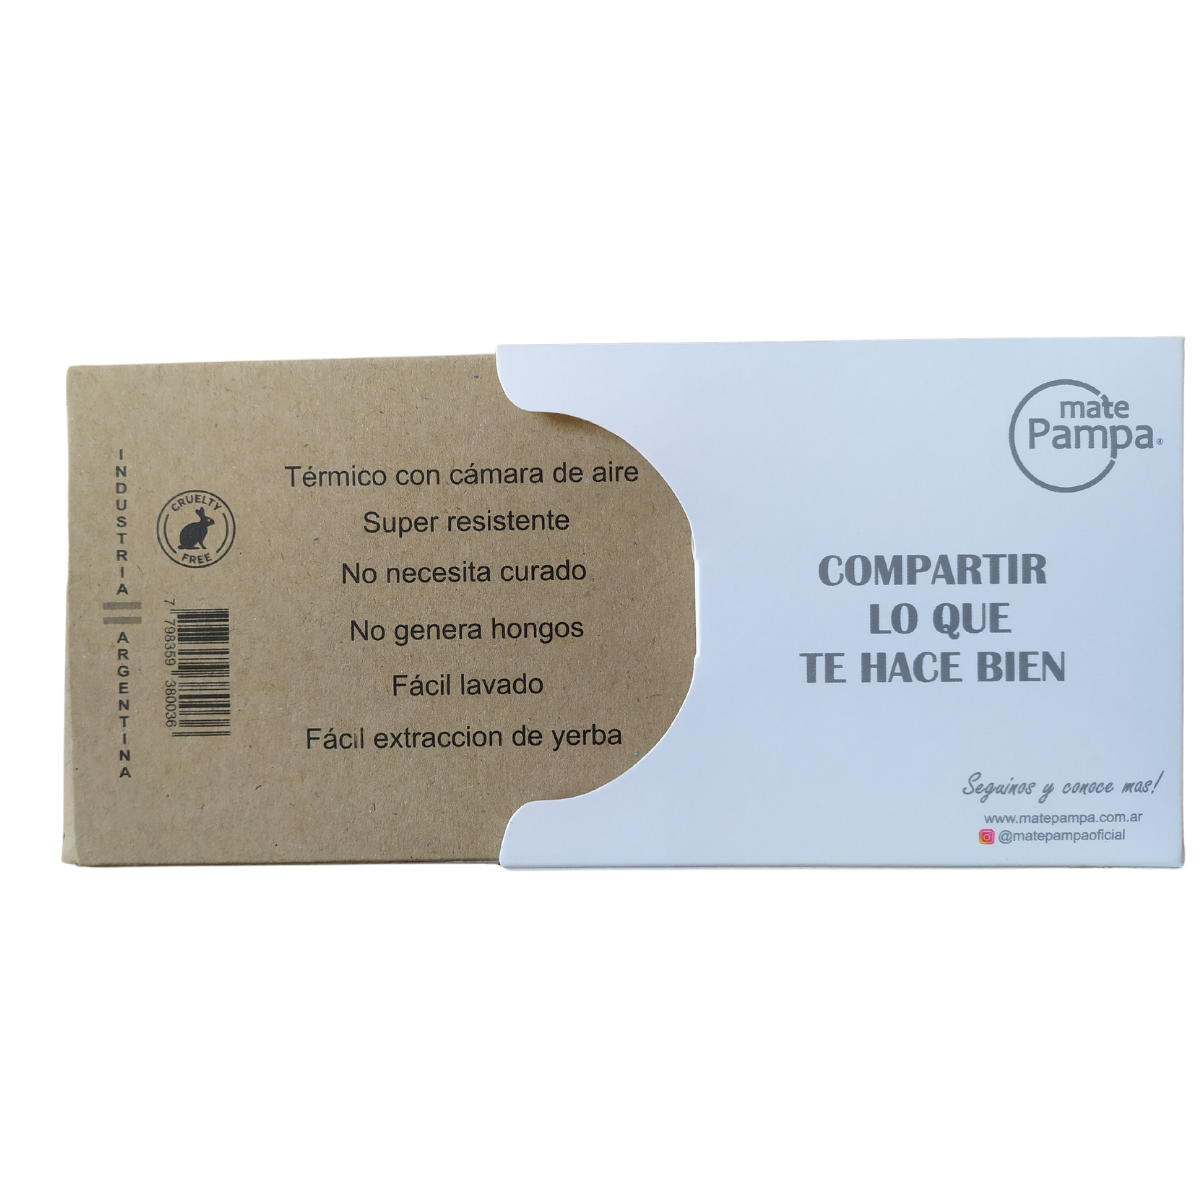 INDUSTRIA ARGENTINA
CRUELTY
FREE
7 798359 380036
Térmico con cámara de aire
Super resistente
No necesita curado
No genera hongos
Fácil lavado
Fácil extraccion de yerba
mate
Pampa®
COMPARTIR
LO QUE
TE HACE BIEN
Seguínos y conoce mas!
www.matepampa.com.ar
@matepampaoficial